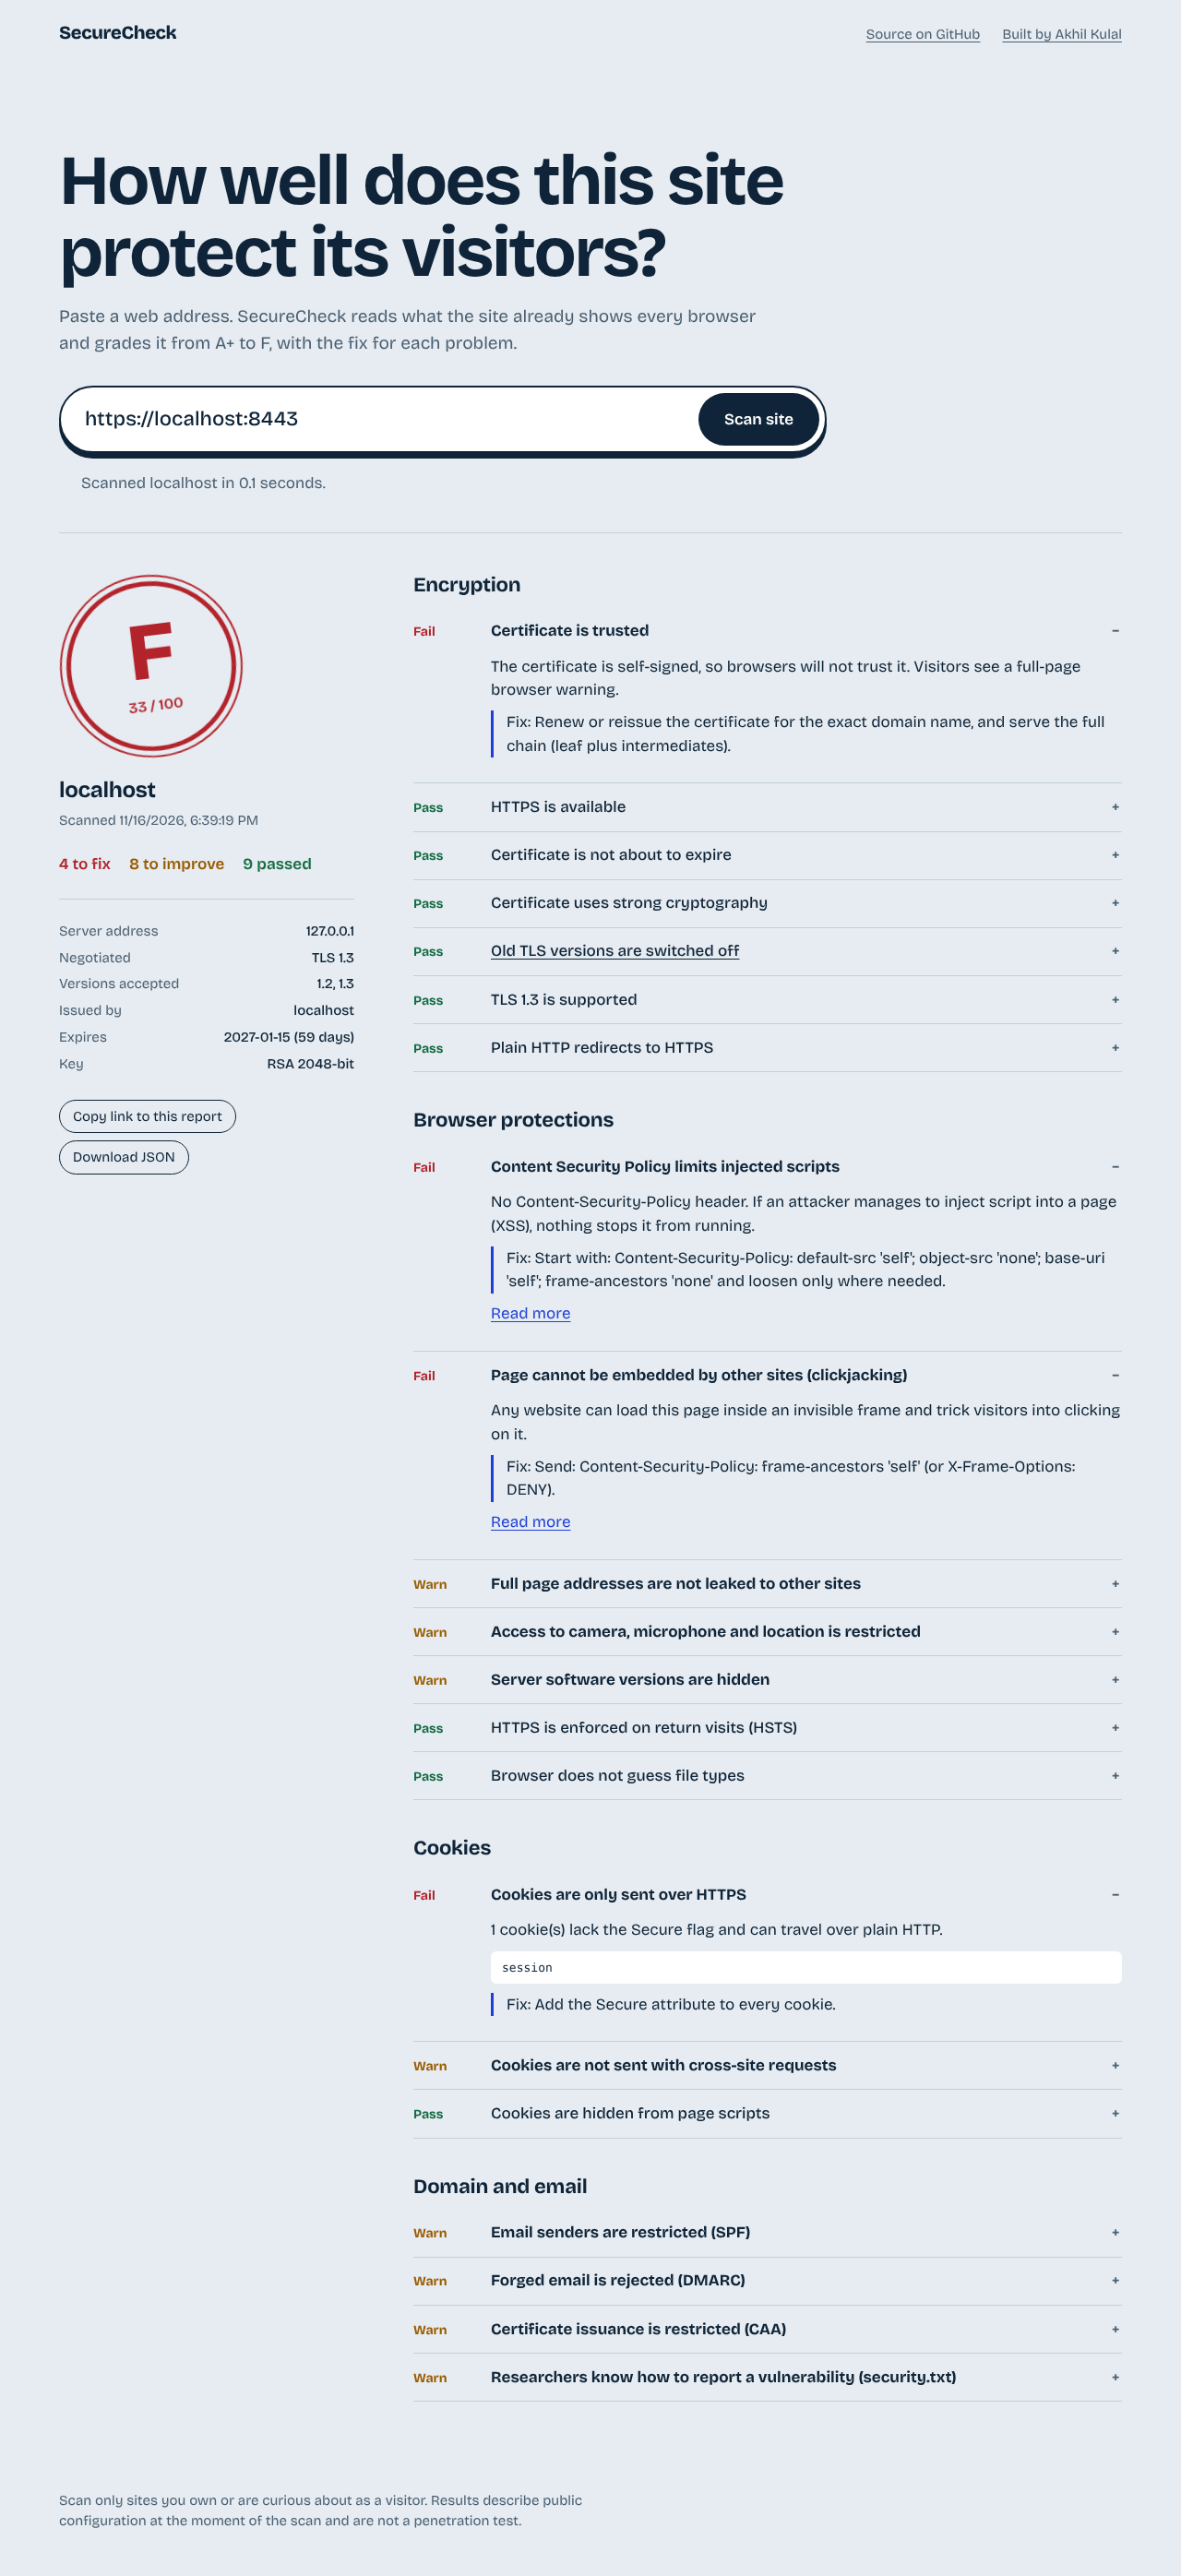 SecureCheck
Source on GitHub
Built by Akhil Kulal
How well does this site
protect its visitors?
Paste a web address. SecureCheck reads what the site already shows every browser
and grades it from A+ to F, with the fix for each problem.
https://localhost:8443
Scan site
Scanned localhost in 0.1 seconds.
F
33 / 100
localhost
Scanned 11/16/2026, 6:39:19 PM
4 to fix 8 to improve 9 passed
Server address 127.0.0.1
Negotiated TLS 1.3
Versions accepted 1.2, 1.3
Issued by localhost
Expires 2027-01-15 (59 days)
Key RSA 2048-bit
Copy link to this report
Download JSON
Encryption
Fail Certificate is trusted −
The certificate is self-signed, so browsers will not trust it. Visitors see a full-page
browser warning.
Fix: Renew or reissue the certificate for the exact domain name, and serve the full
chain (leaf plus intermediates).
Pass HTTPS is available +
Pass Certificate is not about to expire +
Pass Certificate uses strong cryptography +
Pass Old TLS versions are switched off +
Pass TLS 1.3 is supported +
Pass Plain HTTP redirects to HTTPS +
Browser protections
Fail Content Security Policy limits injected scripts −
No Content-Security-Policy header. If an attacker manages to inject script into a page
(XSS), nothing stops it from running.
Fix: Start with: Content-Security-Policy: default-src 'self'; object-src 'none'; base-uri
'self'; frame-ancestors 'none' and loosen only where needed.
Read more
Fail Page cannot be embedded by other sites (clickjacking) −
Any website can load this page inside an invisible frame and trick visitors into clicking
on it.
Fix: Send: Content-Security-Policy: frame-ancestors 'self' (or X-Frame-Options:
DENY).
Read more
Warn Full page addresses are not leaked to other sites +
Warn Access to camera, microphone and location is restricted +
Warn Server software versions are hidden +
Pass HTTPS is enforced on return visits (HSTS) +
Pass Browser does not guess file types +
Cookies
Fail Cookies are only sent over HTTPS −
1 cookie(s) lack the Secure flag and can travel over plain HTTP.
session
Fix: Add the Secure attribute to every cookie.
Warn Cookies are not sent with cross-site requests +
Pass Cookies are hidden from page scripts +
Domain and email
Warn Email senders are restricted (SPF) +
Warn Forged email is rejected (DMARC) +
Warn Certificate issuance is restricted (CAA) +
Warn Researchers know how to report a vulnerability (security.txt) +
Scan only sites you own or are curious about as a visitor. Results describe public
configuration at the moment of the scan and are not a penetration test.